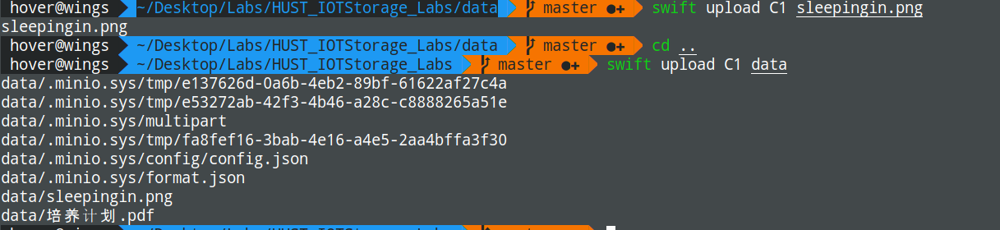 hover@wings ~/Desktop/Labs/HUST_IOTStorage_Labs/data master ●+ swift upload C1 sleepingin.png
sleepingin.png
hover@wings ~/Desktop/Labs/HUST_IOTStorage_Labs/data master ●+ cd ..
hover@wings ~/Desktop/Labs/HUST_IOTStorage_Labs master ●+ swift upload C1 data
data/.minio.sys/tmp/e137626d-0a6b-4eb2-89bf-61622af27c4a
data/.minio.sys/tmp/e53272ab-42f3-4b46-a28c-c8888265a51e
data/.minio.sys/multipart
data/.minio.sys/tmp/fa8fef16-3bab-4e16-a4e5-2aa4bffa3f30
data/.minio.sys/config/config.json
data/.minio.sys/format.json
data/sleepingin.png
data/培养计划.pdf